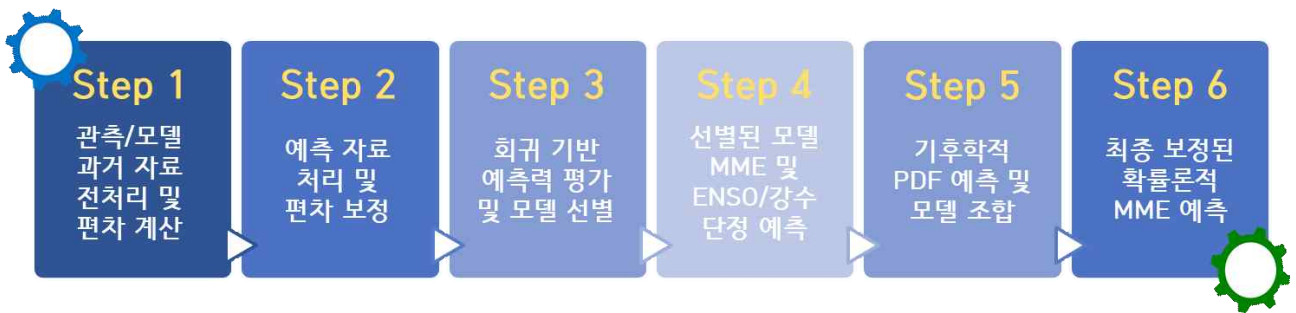 Step 1
관측/모델
과거 자료
전처리 및
편차 계산
Step 2
예측 자료
처리 및
편차 보정
Step 3
회귀 기반
예측력 평가
및 모델 선별
Step 4
선별된 모델
MME 및
ENSO/강수
단정 예측
Step 5
기후학적
PDF 예측 및
모델 조합
Step 6
최종 보정된
확률론적
MME 예측